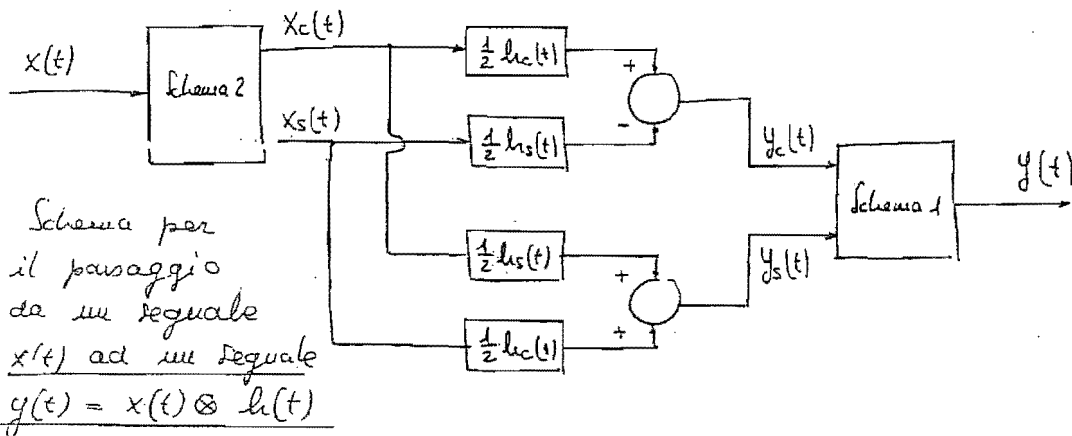 x(t)
Schema 2
xc(t)
xs(t)
1/2 hc(t)
1/2 hs(t)
1/2 hs(t)
1/2 hc(t)
+
-
+
+
yc(t)
ys(t)
Schema 1
y(t)
Schema per
il passaggio
da un segnale
x(t) ad un segnale
y(t) = x(t) ⊗ h(t)